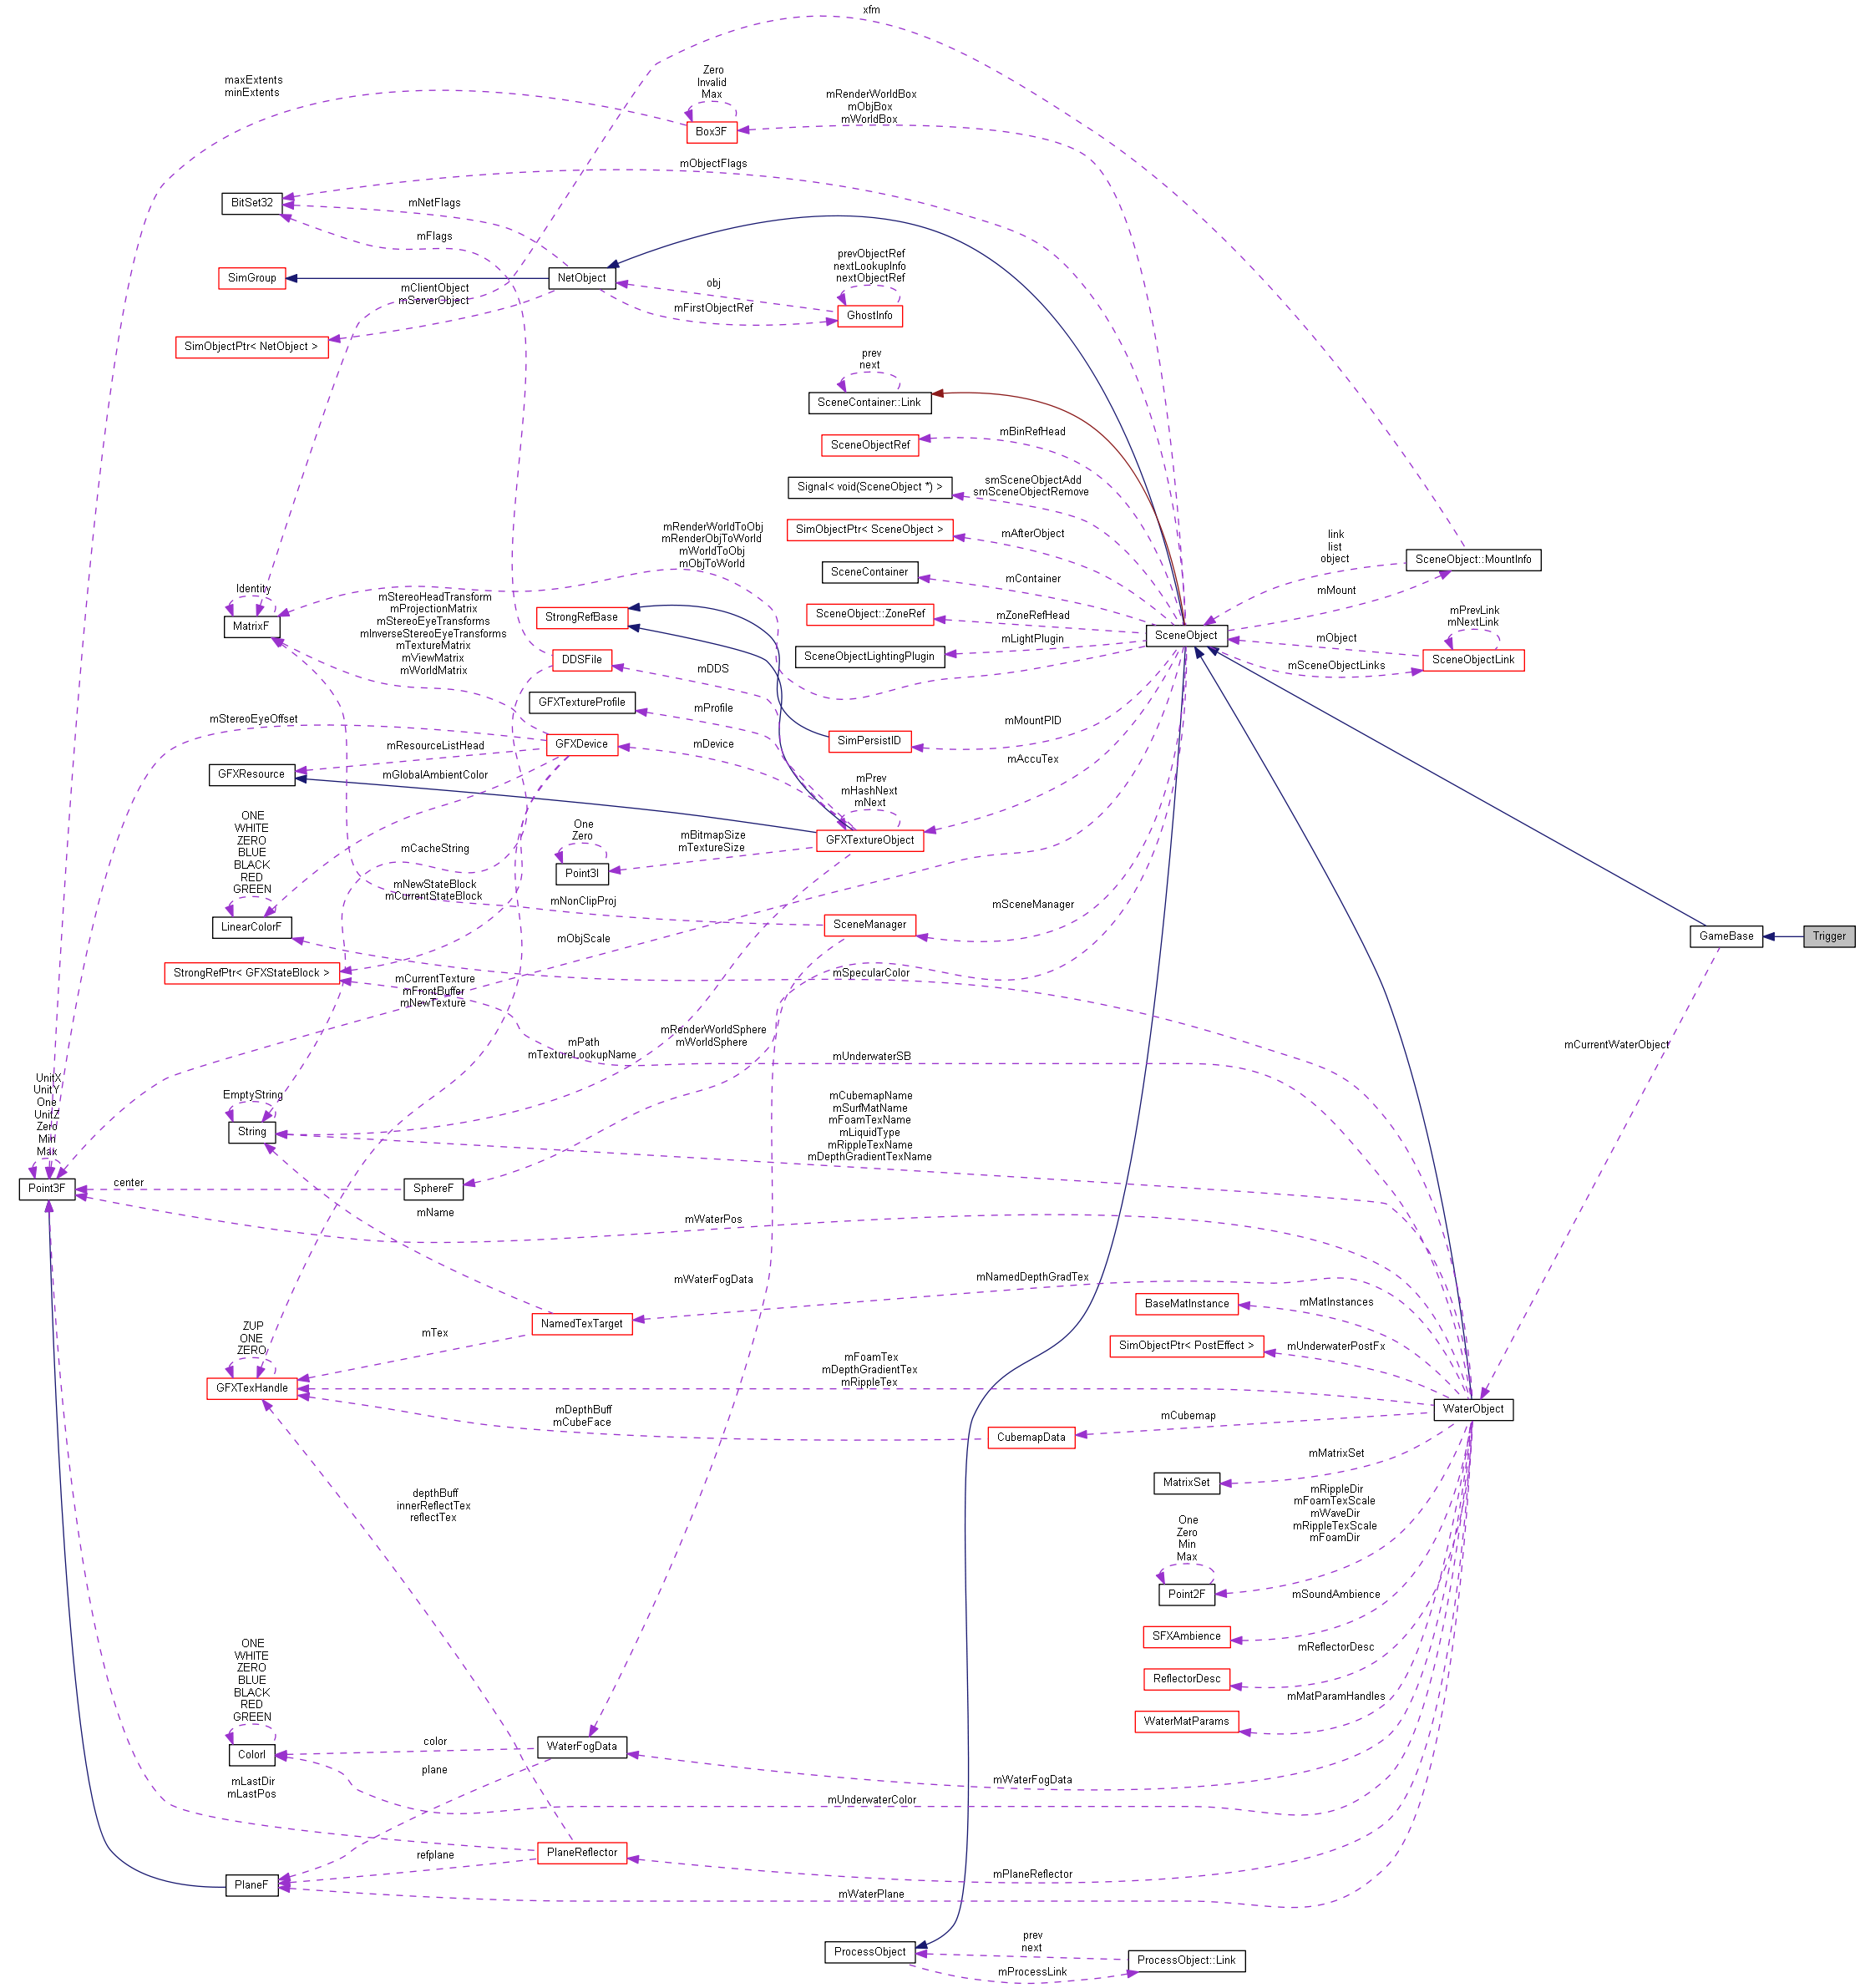 xfm
maxExtents
minExtents
Zero
Invalid
Max
Box3F
mRenderWorldBox
mObjBox
mWorldBox
mObjectFlags
BitSet32
mNetFlags
mFlags
SimGroup
NetObject
prevObjectRef
nextLookupInfo
nextObjectRef
obj
mFirstObjectRef
GhostInfo
mClientObject
mServerObject
SimObjectPtr< NetObject >
prev
next
SceneContainer::Link
mBinRefHead
SceneObjectRef
Signal< void(SceneObject *) >
smSceneObjectAdd
smSceneObjectRemove
SimObjectPtr< SceneObject >
mAfterObject
mRenderWorldToObj
mRenderObjToWorld
mWorldToObj
mObjToWorld
link
list
object
SceneObject::MountInfo
SceneContainer
mContainer
mMount
Identity
MatrixF
mStereoHeadTransform
mProjectionMatrix
mStereoEyeTransforms
mInverseStereoEyeTransforms
mTextureMatrix
mViewMatrix
mWorldMatrix
StrongRefBase
SceneObject::ZoneRef
mZoneRefHead
SceneObject
mPrevLink
mNextLink
mObject
DDSFile
mDDS
SceneObjectLightingPlugin
mLightPlugin
mSceneObjectLinks
SceneObjectLink
GFXTextureProfile
mProfile
mStereoEyeOffset
mMountPID
GFXDevice
mDevice
SimPersistID
mResourceListHead
mAccuTex
GFXResource
mGlobalAmbientColor
mPrev
mHashNext
mNext
GFXTextureObject
ONE
WHITE
ZERO
BLUE
BLACK
RED
GREEN
LinearColorF
mCacheString
One
Zero
Point3I
mBitmapSize
mTextureSize
mNewStateBlock
mCurrentStateBlock
mNonClipProj
SceneManager
mSceneManager
GameBase
Trigger
mObjScale
StrongRefPtr< GFXStateBlock >
mCurrentTexture
mFrontBuffer
mNewTexture
mSpecularColor
mPath
mTextureLookupName
mRenderWorldSphere
mWorldSphere
mUnderwaterSB
mCurrentWaterObject
UnitX
UnitY
One
UnitZ
Zero
Min
Max
Point3F
EmptyString
String
mCubemapName
mSurfMatName
mFoamTexName
mLiquidType
mRippleTexName
mDepthGradientTexName
center
SphereF
mName
mWaterPos
mWaterFogData
mNamedDepthGradTex
BaseMatInstance
mMatInstances
ZUP
ONE
ZERO
GFXTexHandle
mTex
NamedTexTarget
SimObjectPtr< PostEffect >
mUnderwaterPostFx
mFoamTex
mDepthGradientTex
mRippleTex
WaterObject
mDepthBuff
mCubeFace
CubemapData
mCubemap
MatrixSet
mMatrixSet
depthBuff
innerReflectTex
reflectTex
mRippleDir
mFoamTexScale
mWaveDir
mRippleTexScale
mFoamDir
One
Zero
Min
Max
Point2F
mSoundAmbience
SFXAmbience
mReflectorDesc
ReflectorDesc
mMatParamHandles
WaterMatParams
ONE
WHITE
ZERO
BLUE
BLACK
RED
GREEN
ColorI
color
WaterFogData
plane
mWaterFogData
mLastDir
mLastPos
mUnderwaterColor
refplane
PlaneReflector
mPlaneReflector
PlaneF
mWaterPlane
ProcessObject
prev
next
mProcessLink
ProcessObject::Link